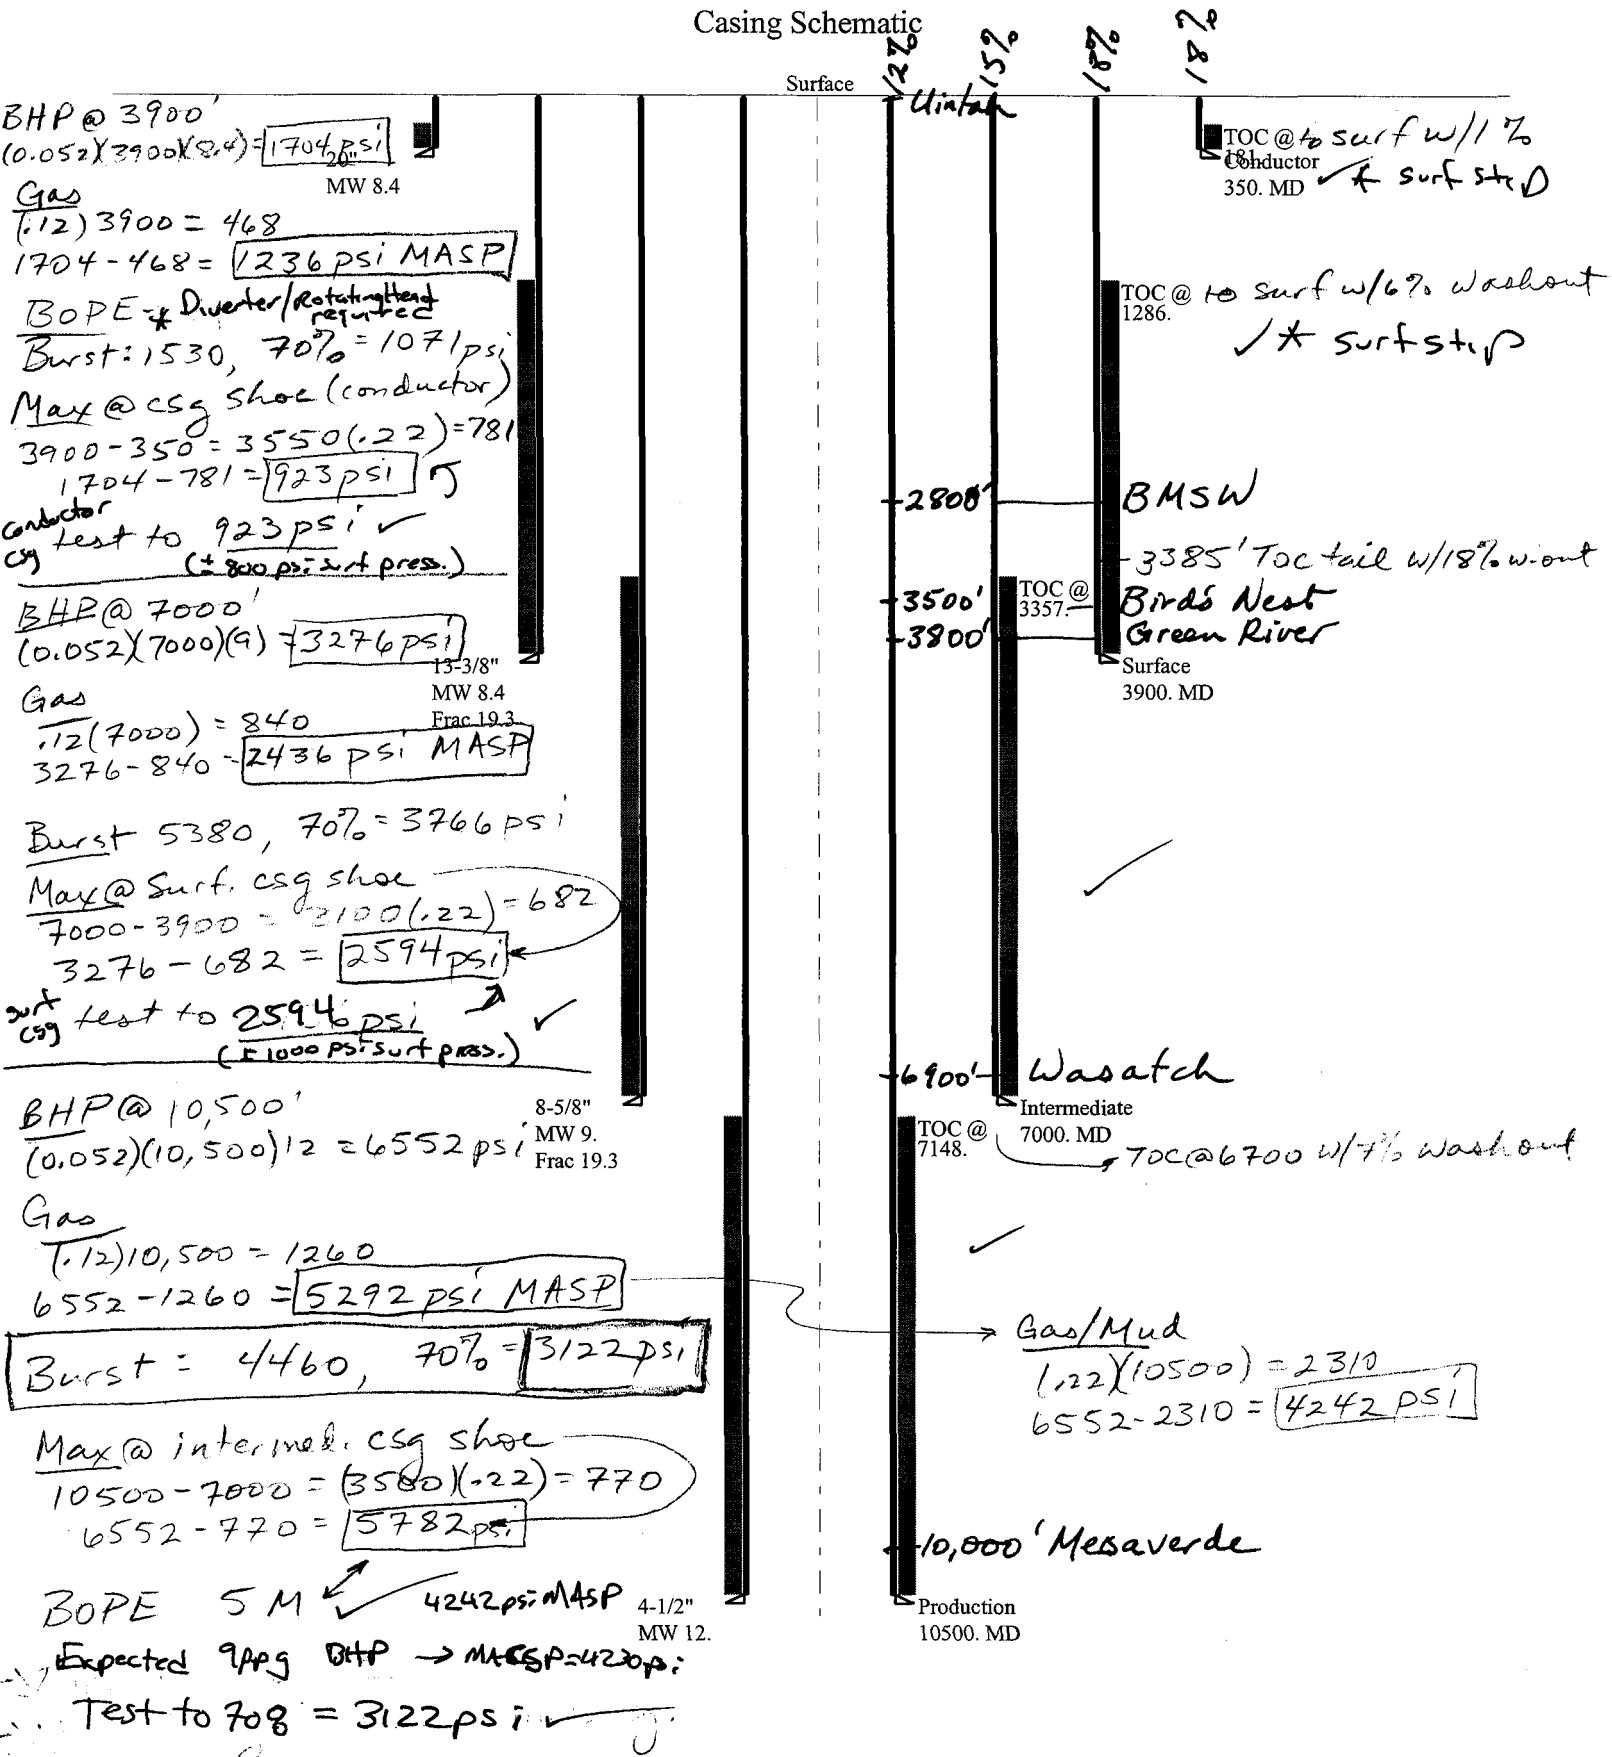 Casing Schematic
12%
15%
18%
18%
Surface
Uintah
BHP @ 3900'
(0.052)(3900)(8.4)=1704 psi
20"
MW 8.4
Gas
(.12) 3900 = 468
1704-468= 1236 psi MASP
BOPE - * Diverter/Rotating Head
required
Burst: 1530, 70% = 1071 psi
Max @ csg shoe (conductor)
3900-350 = 3550(.22)=781
1704-781 = 923 psi
conductor
csg test to 923 psi ✓
(± 800 psi surf press.)
BHP @ 7000'
(0.052)(7000)(9) = 3276 psi
13-3/8"
MW 8.4
Frac 19.3
Gas
.12(7000) = 840
3276-840 = 2436 psi MASP
Burst 5380, 70% = 3766 psi
Max @ Surf. csg shoe
7000-3900 = 3100(.22)=682
3276-682 = 2594 psi
surf
csg test to 2594 psi ✓
(± 1000 psi surf press.)
BHP @ 10,500'
(0.052)(10,500)12 = 6552 psi
8-5/8"
MW 9.
Frac 19.3
Gas
(.12)10,500 = 1260
6552-1260 = 5292 psi MASP
Burst = 4460, 70% = 3122 psi
Max @ intermed. csg shoe
10500-7000 = (3500)(.22) = 770
6552-770 = 5782 psi
BOPE 5M ✓ 4242 psi MASP
4-1/2"
MW 12.
Expected 9ppg BHP →
Test to 70% = 3122 psi ✓
TOC @ to surf w/1%
181.
Conductor
350. MD ✓ * surf stip
TOC @ to surf w/6% washout
1286.
✓ * surf stip
2800' BMSW
3385' TOC tail w/18% w.out
TOC @
3357.
3500' Birds Nest
3800' Green River
Surface
3900. MD
✓
6900' Wasatch
Intermediate
7000. MD
TOC @
7148.
TOC@6700 w/7% washout
✓
Gas/Mud
(.22)(10500) = 2310
6552-2310 = 4242 psi
10,000' Mesaverde
Production
10500. MD